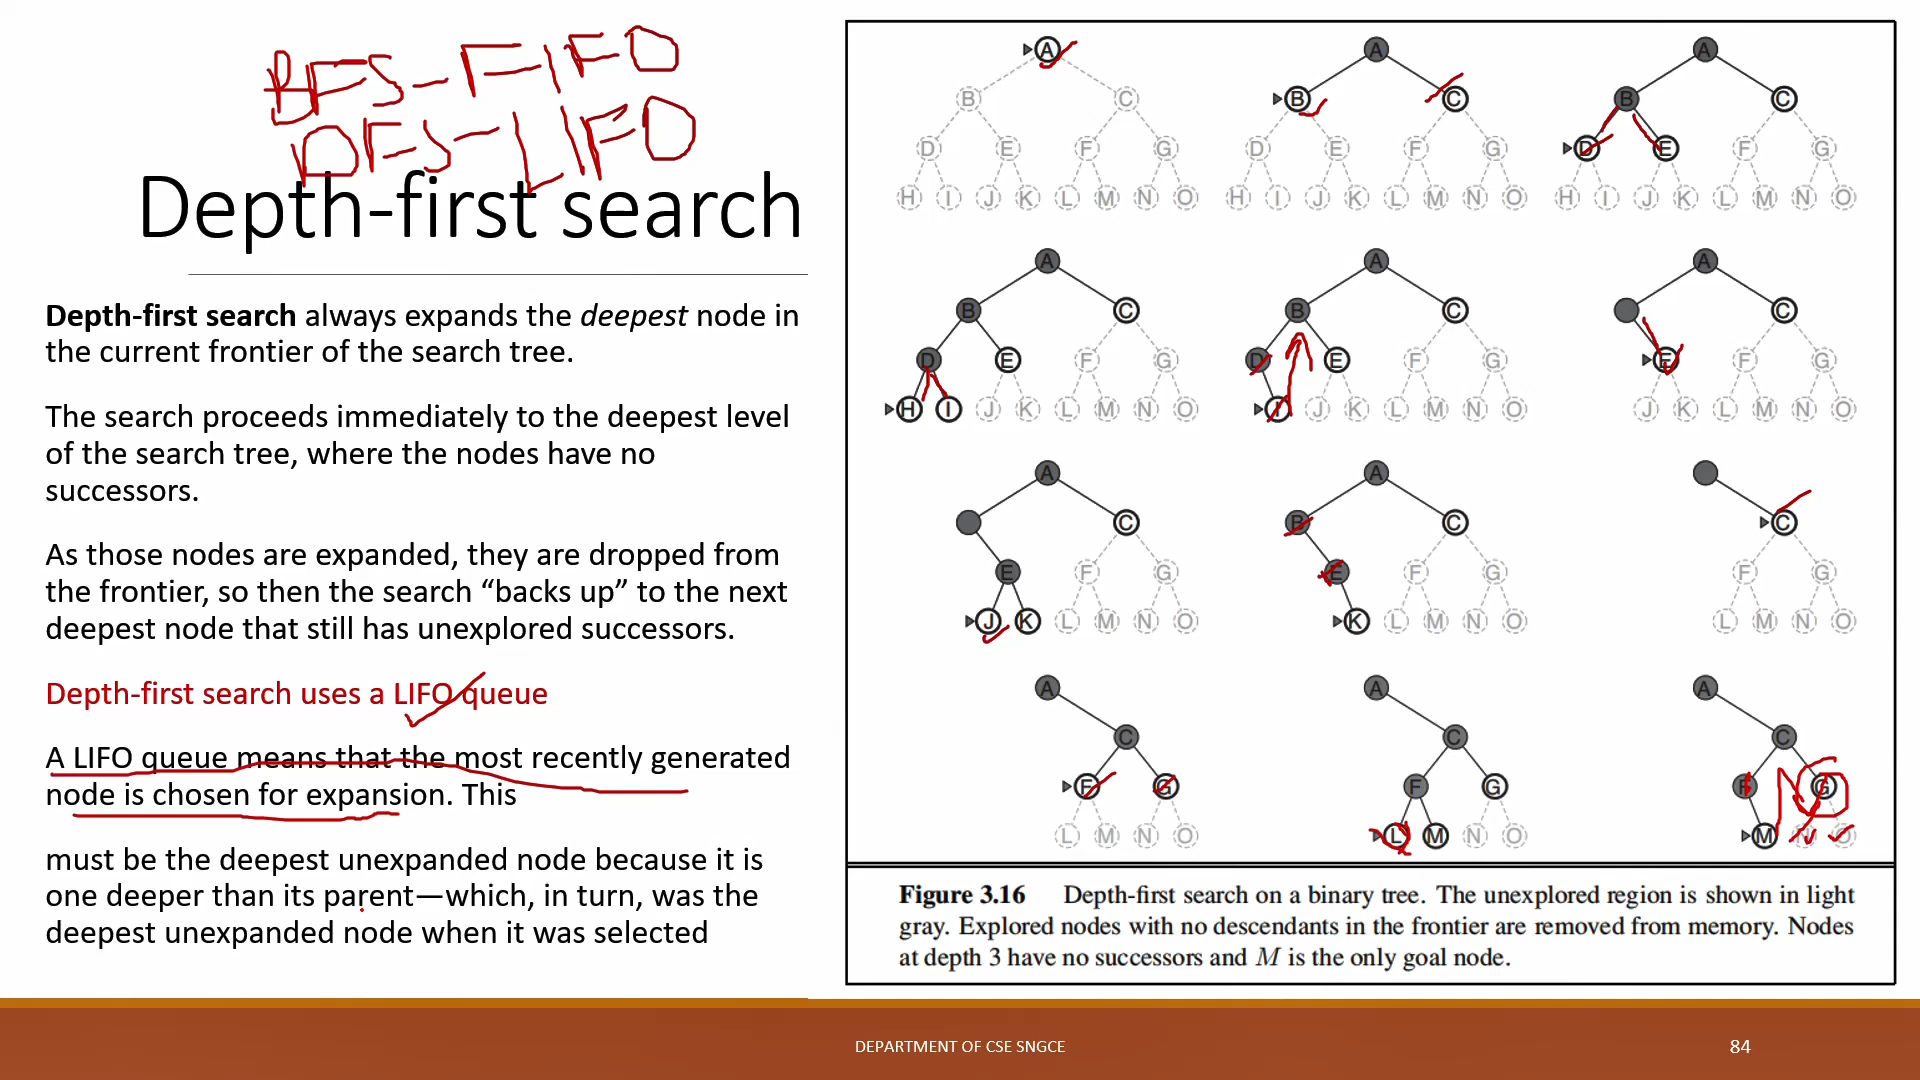 BFS - FIFO
DFS - LIFO
Depth-first search
Depth-first search always expands the deepest node in
the current frontier of the search tree.
The search proceeds immediately to the deepest level
of the search tree, where the nodes have no
successors.
As those nodes are expanded, they are dropped from
the frontier, so then the search “backs up” to the next
deepest node that still has unexplored successors.
Depth-first search uses a LIFO queue
A LIFO queue means that the most recently generated
node is chosen for expansion. This
must be the deepest unexpanded node because it is
one deeper than its parent—which, in turn, was the
deepest unexpanded node when it was selected
A A A
B C B C B C
D E F G D E F G D E F G
H I J K L M N O H I J K L M N O H I J K L M N O
A A A
B C B C C
D E F G D E F G E F G
H I J K L M N O I J K L M N O J K L M N O
A A
C B C C
E F G E F G F G
J K L M N O K L M N O L M N O
A A A
C C C
F G F G F G
L M N O L M N O M N O
Figure 3.16 Depth-first search on a binary tree. The unexplored region is shown in light
gray. Explored nodes with no descendants in the frontier are removed from memory. Nodes
at depth 3 have no successors and M is the only goal node.
DEPARTMENT OF CSE SNGCE 84